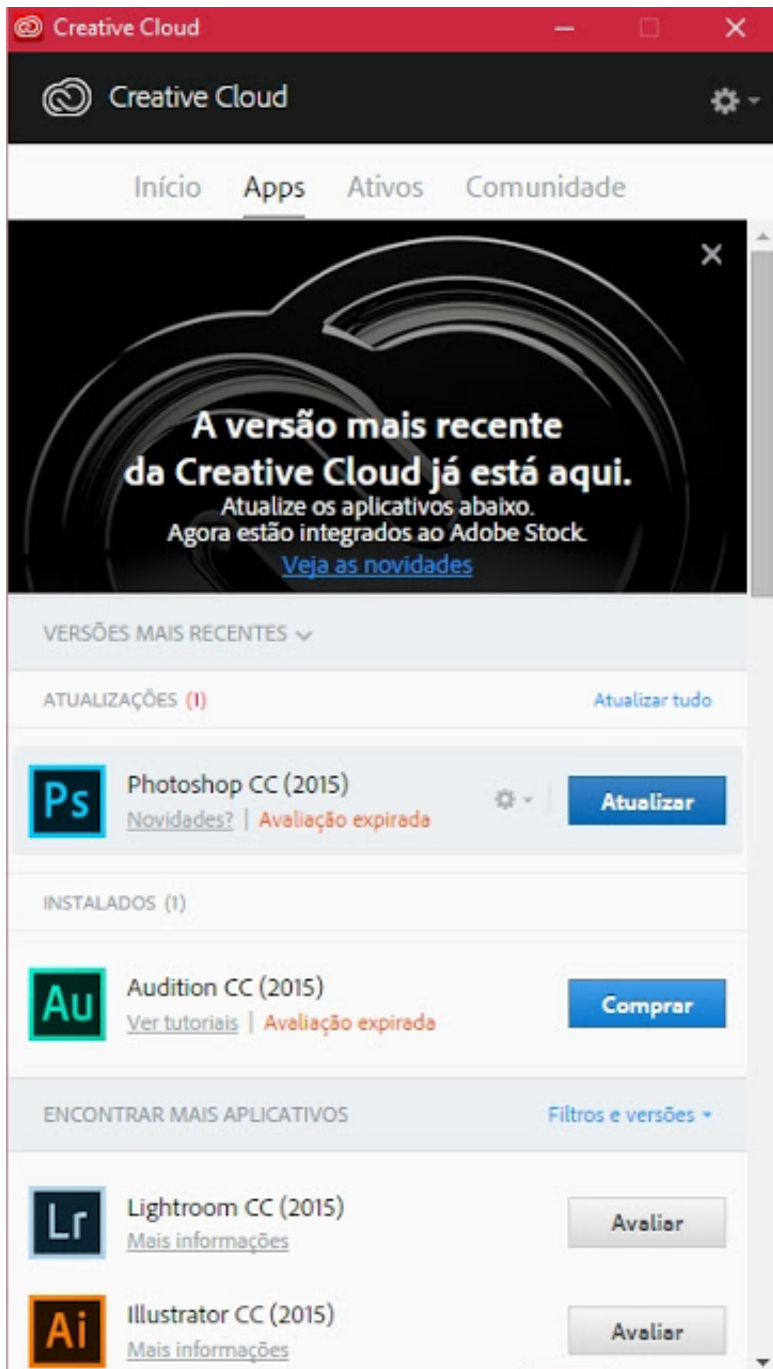 Creative Cloud
Creative Cloud
Início Apps Ativos Comunidade
A versão mais recente
da Creative Cloud já está aqui.
Atualize os aplicativos abaixo.
Agora estão integrados ao Adobe Stock.
Veja as novidades
VERSÕES MAIS RECENTES
ATUALIZAÇÕES (1) Atualizar tudo
Ps Photoshop CC (2015)
Novidades? | Avaliação expirada Atualizar
INSTALADOS (1)
Au Audition CC (2015)
Ver tutoriais | Avaliação expirada Comprar
ENCONTRAR MAIS APLICATIVOS Filtros e versões
Lr Lightroom CC (2015)
Mais informações Avaliar
Ai Illustrator CC (2015)
Mais informações Avaliar